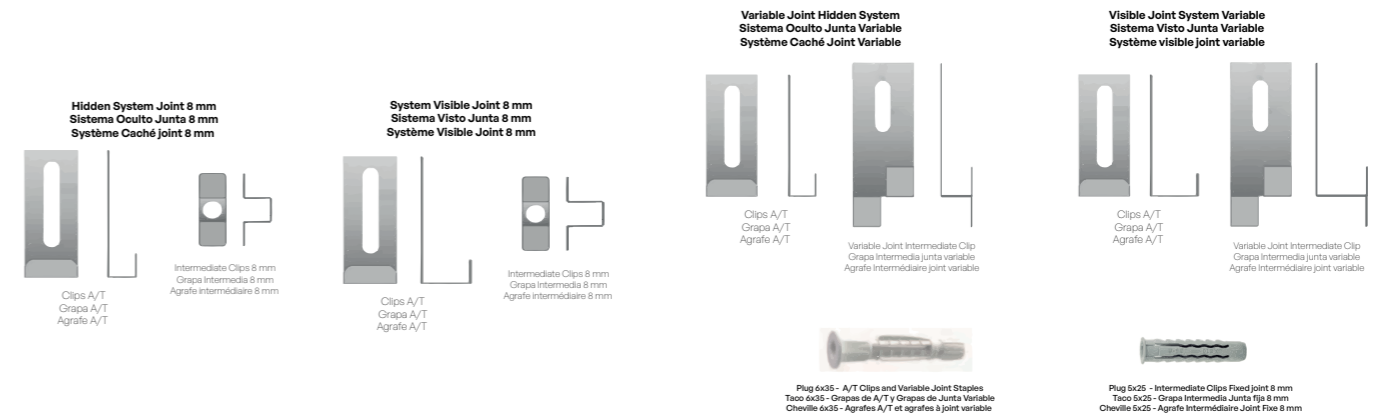 Hidden System Joint 8 mm
Sistema Oculto Junta 8 mm
Système Caché joint 8 mm
Clips A/T
Grapa A/T
Agrafe A/T
Intermediate Clips 8 mm
Grapa Intermedia 8 mm
Agrafe intermédiaire 8 mm
System Visible Joint 8 mm
Sistema Visto Junta 8 mm
Système Visible Joint 8 mm
Clips A/T
Grapa A/T
Agrafe A/T
Intermediate Clips 8 mm
Grapa Intermedia 8 mm
Agrafe intermédiaire 8 mm
Variable Joint Hidden System
Sistema Oculto Junta Variable
Système Caché Joint Variable
Clips A/T
Grapa A/T
Agrafe A/T
Variable Joint Intermediate Clip
Grapa Intermedia junta variable
Agrafe Intermédiaire joint variable
Visible Joint System Variable
Sistema Visto Junta Variable
Système visible joint variable
Clips A/T
Grapa A/T
Agrafe A/T
Variable Joint Intermediate Clip
Grapa Intermedia junta variable
Agrafe Intermédiaire joint variable
Plug 6x35 - A/T Clips and Variable Joint Staples
Taco 6x35 - Grapas de A/T y Grapas de Junta Variable
Cheville 6x35 - Agrafes A/T et agrafes à joint variable
Plug 5x25 - Intermediate Clips Fixed joint 8 mm
Taco 5x25 - Grapa Intermedia Junta fija 8 mm
Cheville 5x25 - Agrafe Intermédiaire Joint Fixe 8 mm